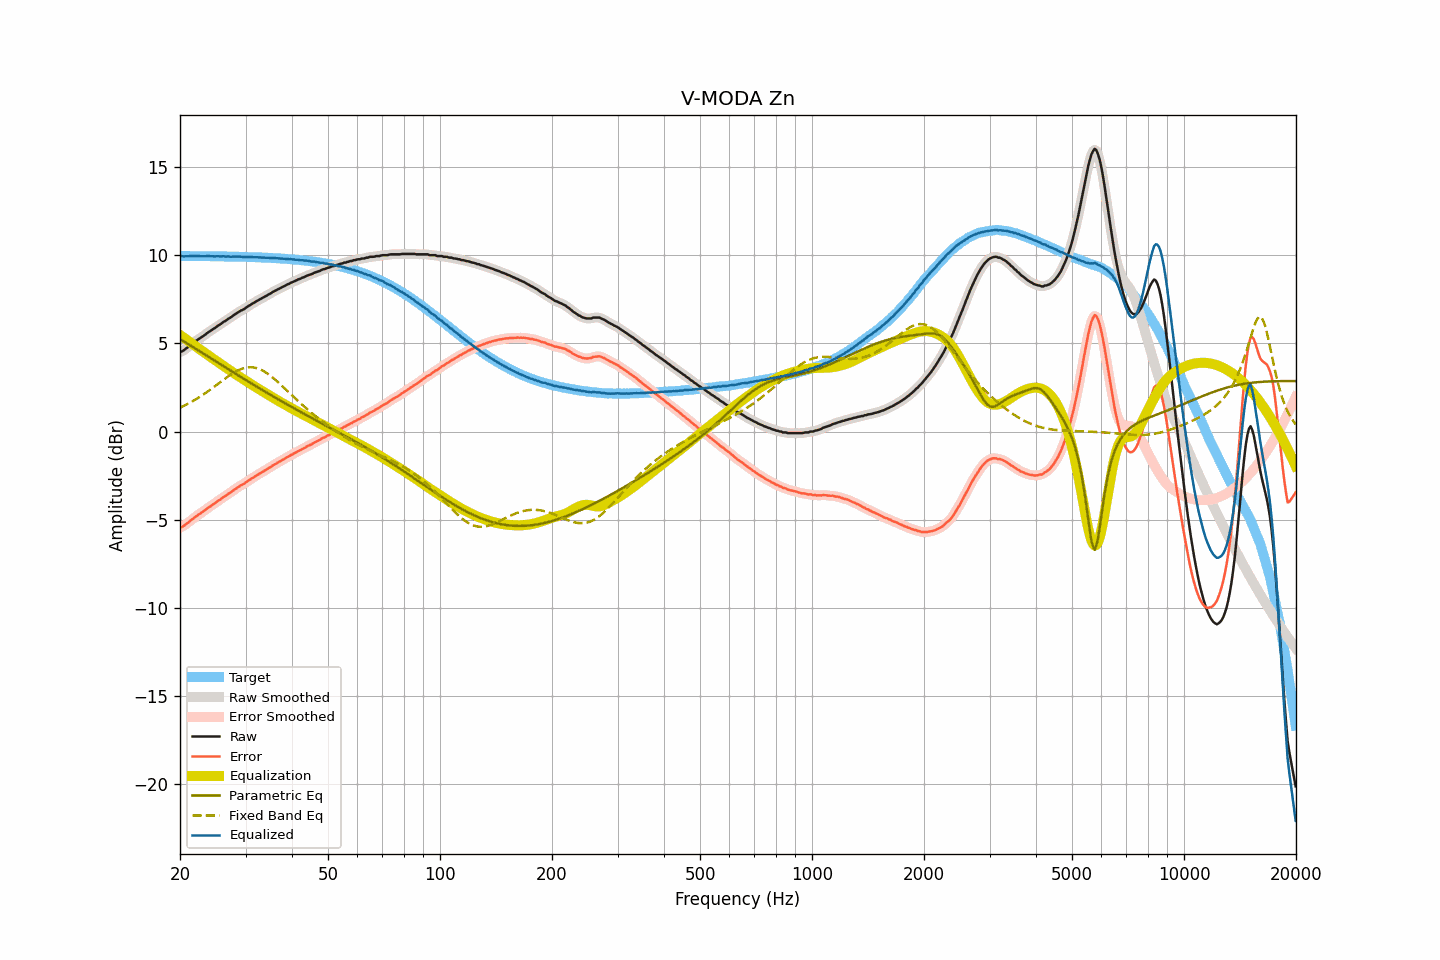 V-MODA Zn
Amplitude (dBr)
15
10
5
0
−5
−10
−15
−20
Target
Raw Smoothed
Error Smoothed
Raw
Error
Equalization
Parametric Eq
Fixed Band Eq
Equalized
20 50 100 200 500 1000 2000 5000 10000 20000
Frequency (Hz)